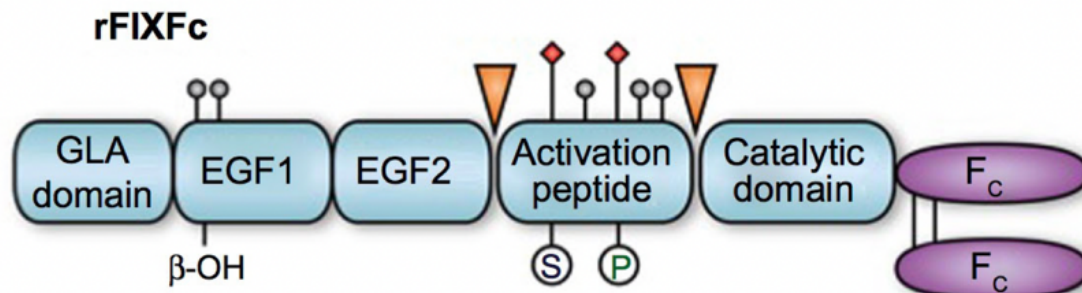 rFIXFc
GLA
domain
EGF1
EGF2
Activation
peptide
Catalytic
domain
Fc
β-OH
S
P
Fc